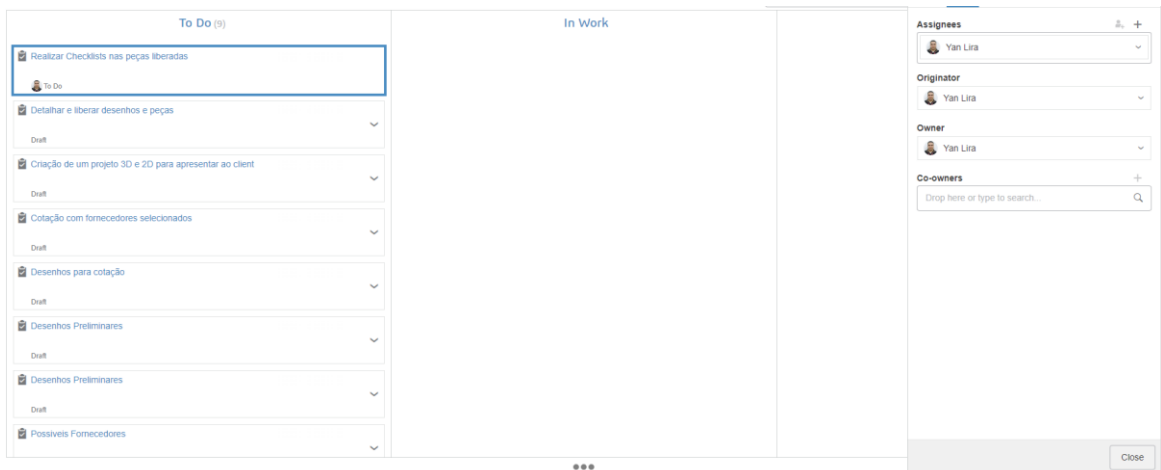 To Do (9)
Realizar Checklists nas peças liberadas
To Do
Detalhar e liberar desenhos e peças
Draft
Criação de um projeto 3D e 2D para apresentar ao client
Draft
Cotação com fornecedores selecionados
Draft
Desenhos para cotação
Draft
Desenhos Preliminares
Draft
Desenhos Preliminares
Draft
Possíveis Fornecedores
In Work
Assignees
Yan Lira
Originator
Yan Lira
Owner
Yan Lira
Co-owners
Drop here or type to search...
Close